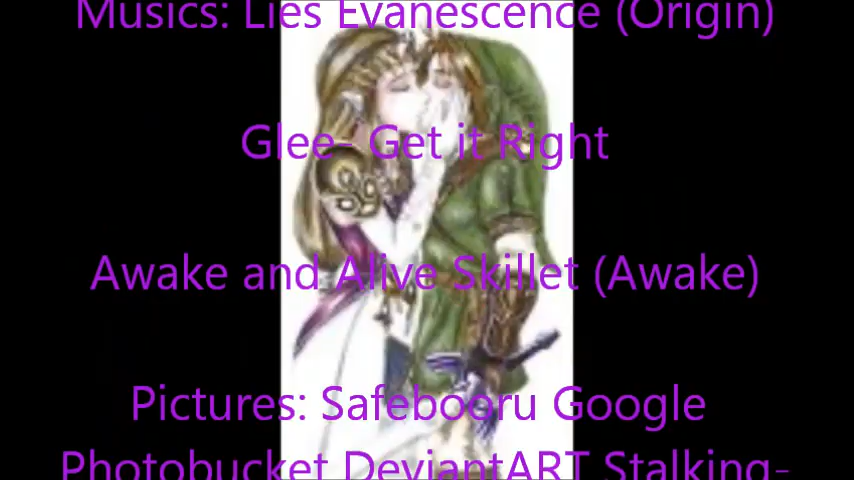 Musics: Lies Evanescence (Origin)
Glee- Get it Right
Awake and Alive Skillet (Awake)
Pictures: Safebooru Google
Photobucket DeviantART Stalking-